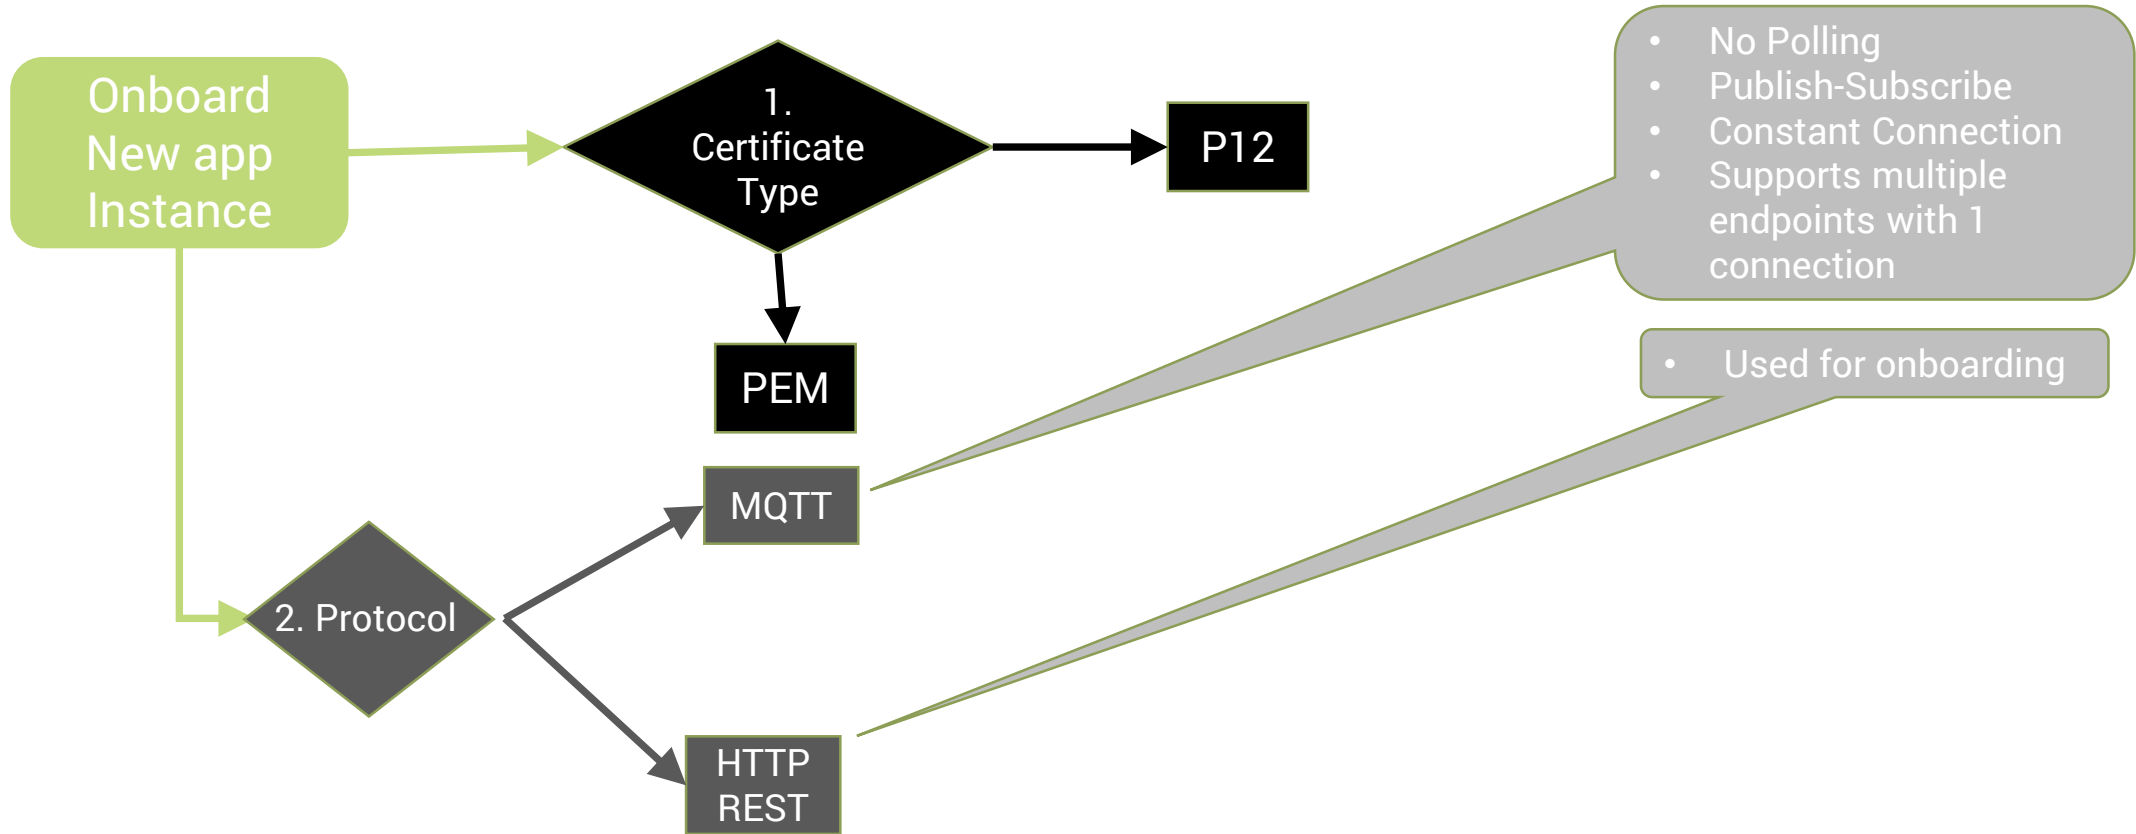 Onboard
New app
Instance
1.
Certificate
Type
P12
PEM
• No Polling
• Publish-Subscribe
• Constant Connection
• Supports multiple
endpoints with 1
connection
• Used for onboarding
MQTT
2. Protocol
HTTP
REST